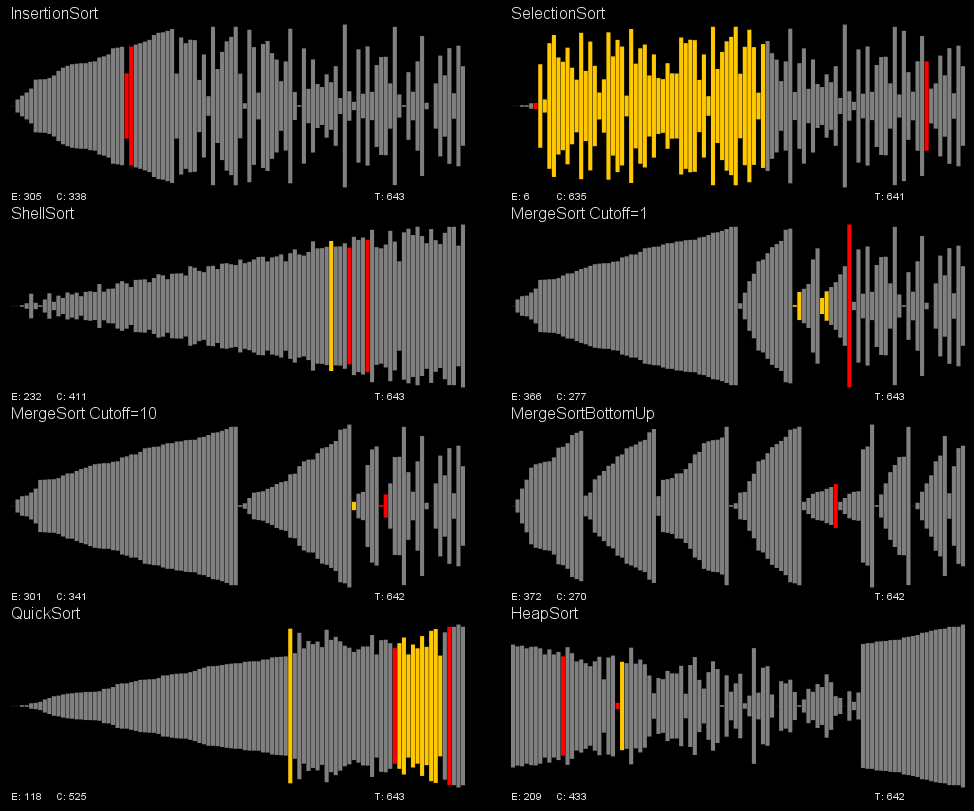 InsertionSort
E: 305 C: 338 T: 643
SelectionSort
E: 6 C: 635 T: 641
ShellSort
E: 232 C: 411 T: 643
MergeSort Cutoff=1
E: 366 C: 277 T: 643
MergeSort Cutoff=10
E: 301 C: 341 T: 642
MergeSortBottomUp
E: 372 C: 270 T: 642
QuickSort
E: 118 C: 525 T: 643
HeapSort
E: 209 C: 433 T: 642